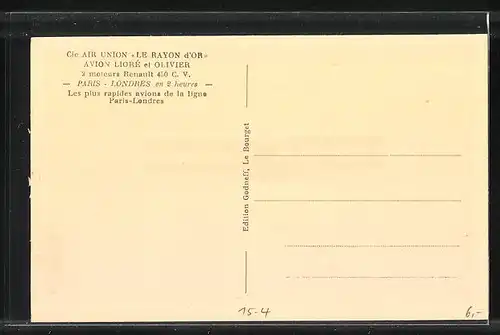 Cie AIR UNION «LE RAYON d'OR»
AVION LIORÉ et OLIVIER
2 moteurs Renault 450 C. V.
— PARIS - LONDRES en 2 heures —
Les plus rapides avions de la ligne
Paris-Londres
Edition Godneff, Le Bourget
15-4
6,-